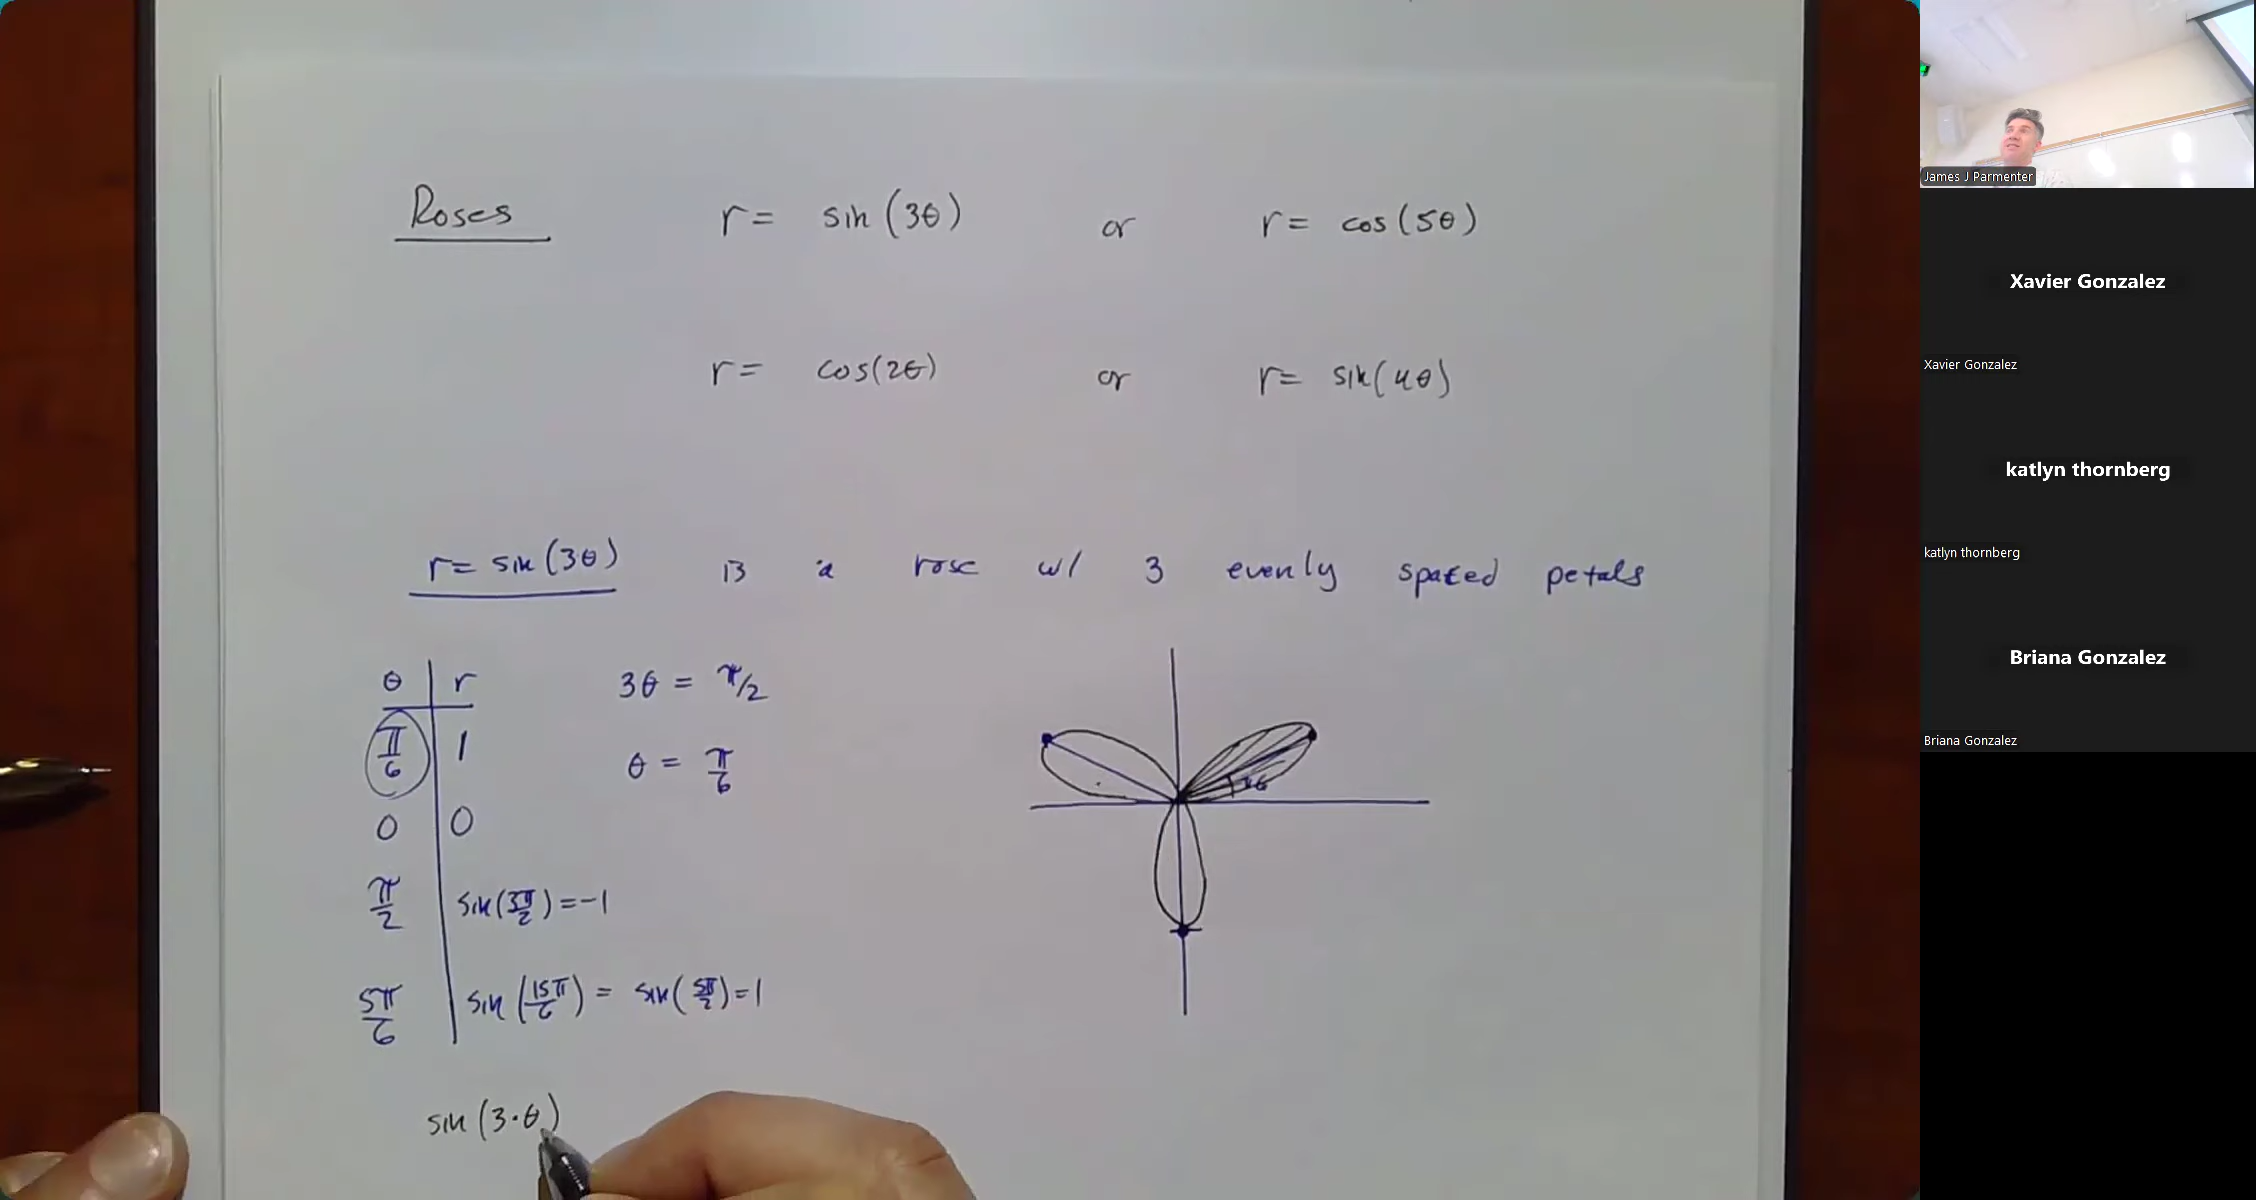 Roses r = sin(3θ) or r = cos(5θ)
r = cos(2θ) or r = sin(4θ)
r = sin(3θ) is a rose w/ 3 evenly spaced petals
θ r 3θ = π/2
π/6 1 θ = π/6
0 0
π/2 sin(3π/2) = -1
5π/6 sin(15π/6) = sin(5π/2) = 1
sin(3·θ)
James J Parmenter
Xavier Gonzalez
Xavier Gonzalez
katlyn thornberg
katlyn thornberg
Briana Gonzalez
Briana Gonzalez